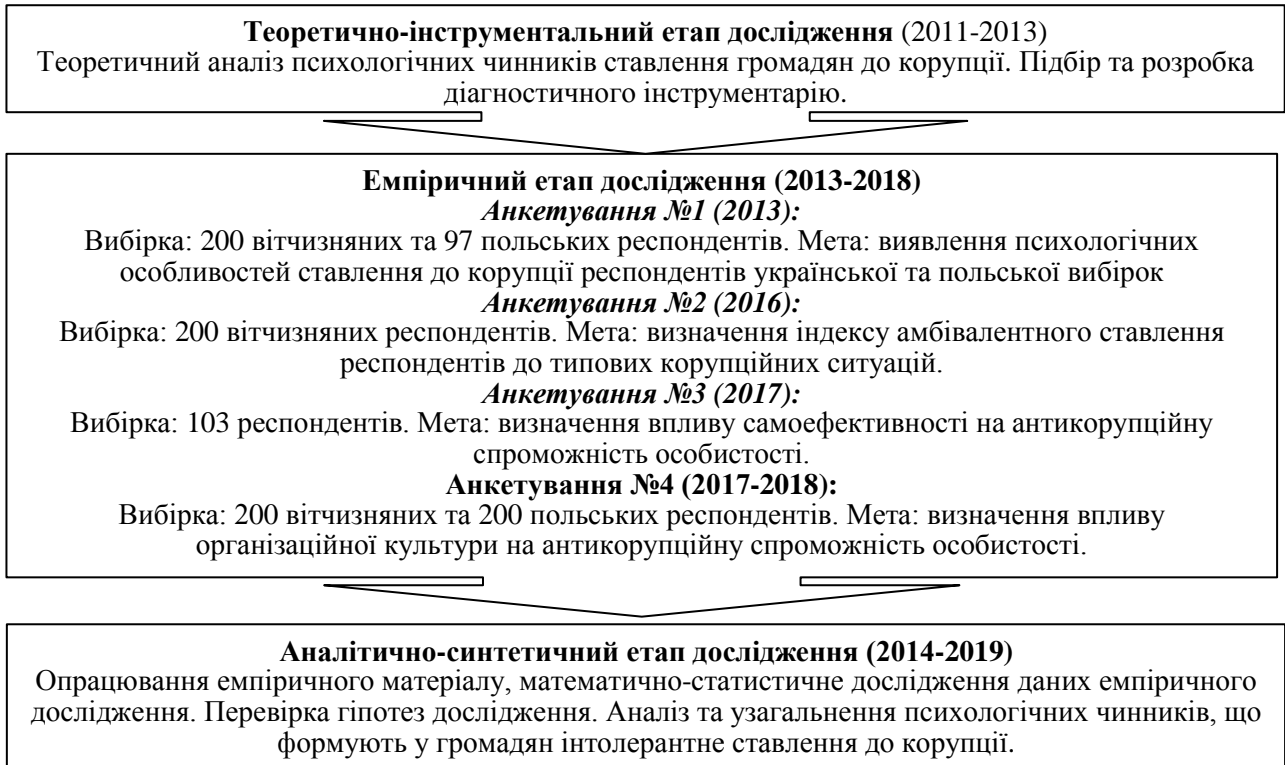 Теоретично-інструментальний етап дослідження (2011-2013)
Теоретичний аналіз психологічних чинників ставлення громадян до корупції. Підбір та розробка
діагностичного інструментарію.
Емпіричний етап дослідження (2013-2018)
Анкетування №1 (2013):
Вибірка: 200 вітчизняних та 97 польських респондентів. Мета: виявлення психологічних
особливостей ставлення до корупції респондентів української та польської вибірок
Анкетування №2 (2016):
Вибірка: 200 вітчизняних респондентів. Мета: визначення індексу амбівалентного ставлення
респондентів до типових корупційних ситуацій.
Анкетування №3 (2017):
Вибірка: 103 респондентів. Мета: визначення впливу самоефективності на антикорупційну
спроможність особистості.
Анкетування №4 (2017-2018):
Вибірка: 200 вітчизняних та 200 польських респондентів. Мета: визначення впливу
організаційної культури на антикорупційну спроможність особистості.
Аналітично-синтетичний етап дослідження (2014-2019)
Опрацювання емпіричного матеріалу, математично-статистичне дослідження даних емпіричного
дослідження. Перевірка гіпотез дослідження. Аналіз та узагальнення психологічних чинників, що
формують у громадян інтолерантне ставлення до корупції.